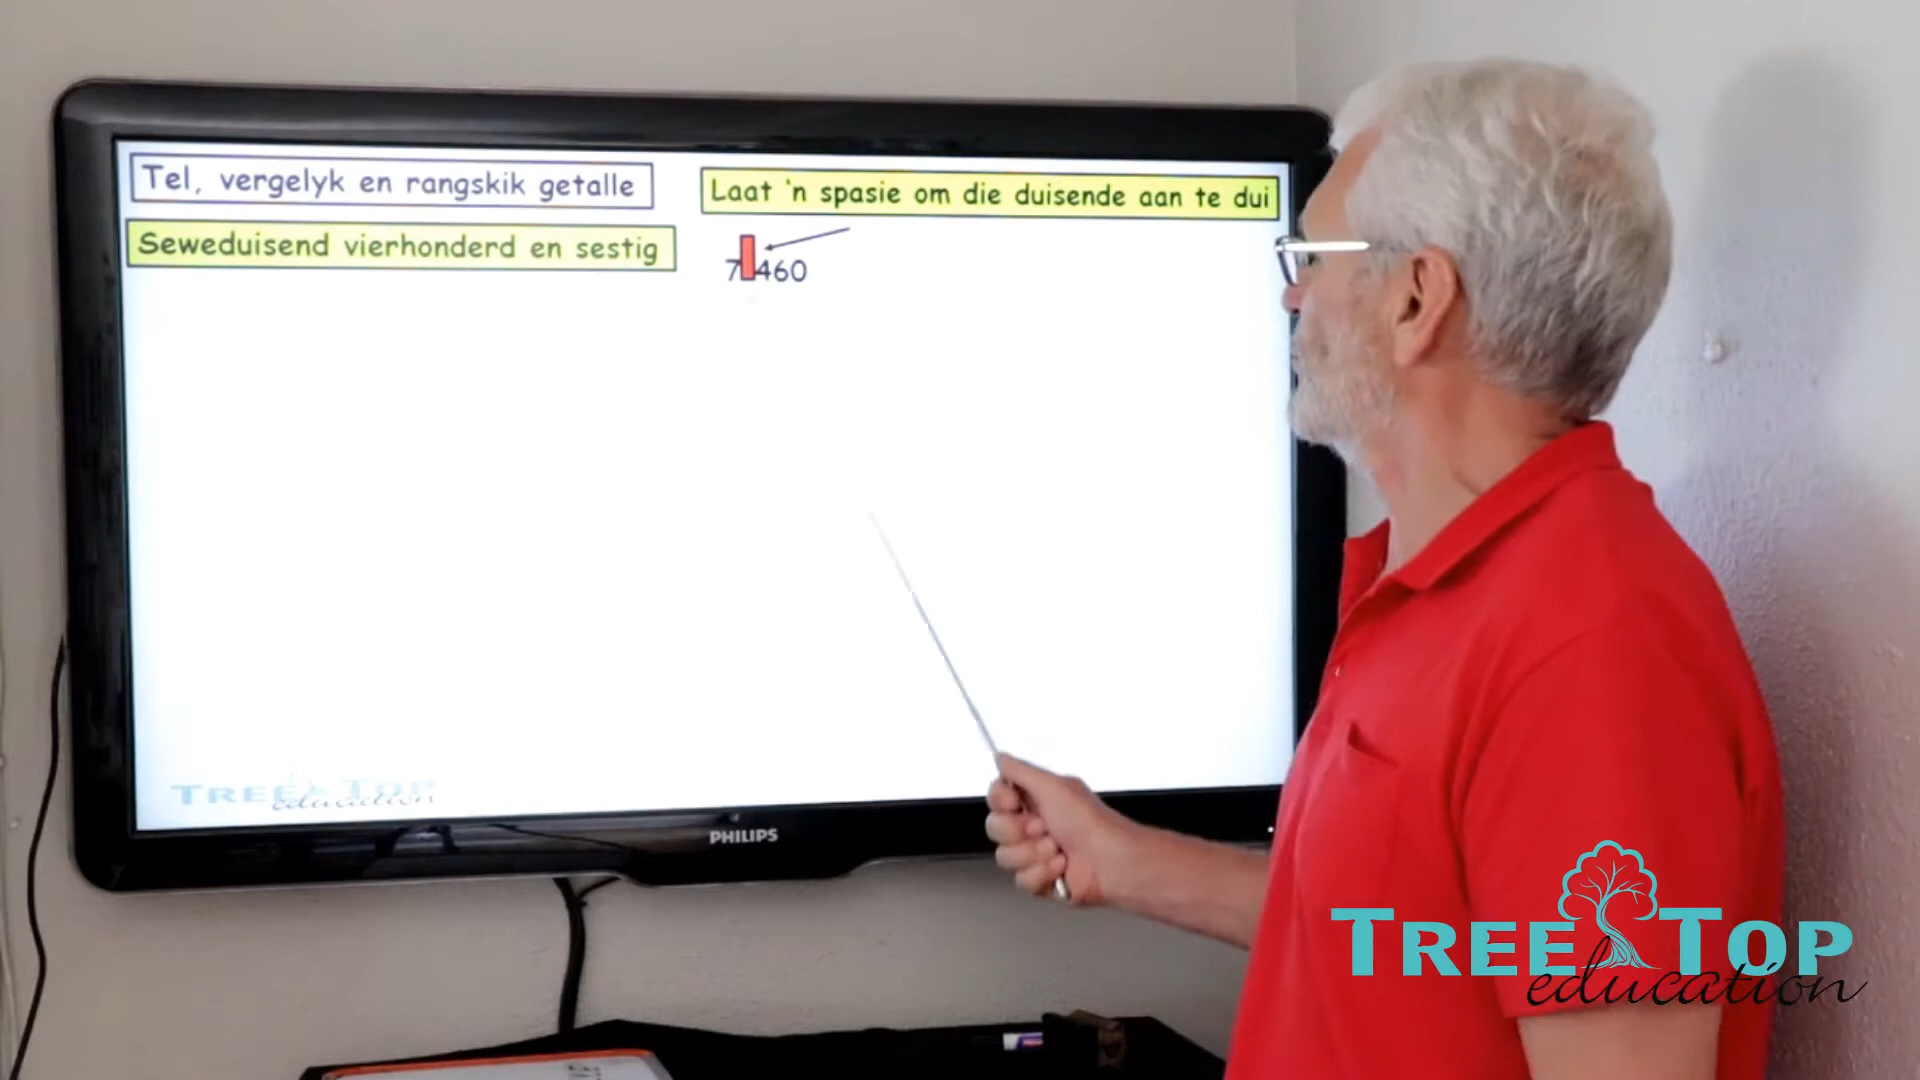 Tel, vergelyk en rangskik getalle
Laat 'n spasie om die duisende aan te dui
Seweduisend vierhonderd en sestig
7 460
TREE TOP
education
PHILIPS
TREE TOP
education